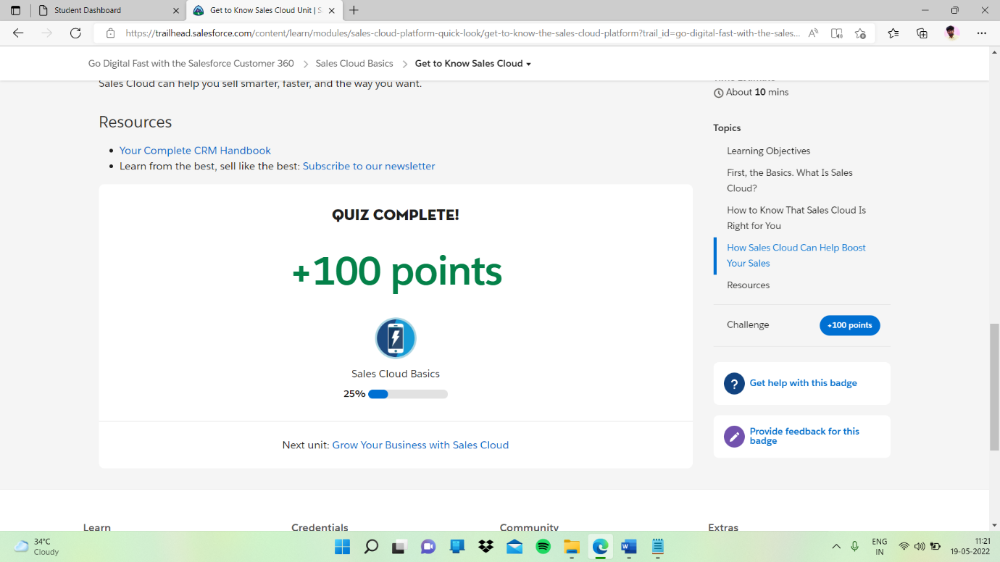 Student Dashboard
Get to Know Sales Cloud Unit | S
https://trailhead.salesforce.com/content/learn/modules/sales-cloud-platform-quick-look/get-to-know-the-sales-cloud-platform?trail_id=go-digital-fast-with-the-sales...
Go Digital Fast with the Salesforce Customer 360
Sales Cloud Basics
Get to Know Sales Cloud
Sales Cloud can help you sell smarter, faster, and the way you want.
Resources
Your Complete CRM Handbook
Learn from the best, sell like the best: Subscribe to our newsletter
QUIZ COMPLETE!
+100 points
Sales Cloud Basics
25%
Next unit: Grow Your Business with Sales Cloud
Time Estimate
About 10 mins
Topics
Learning Objectives
First, the Basics. What Is Sales
Cloud?
How to Know That Sales Cloud Is
Right for You
How Sales Cloud Can Help Boost
Your Sales
Resources
Challenge
+100 points
Get help with this badge
Provide feedback for this
badge
Learn
Credentials
Community
Extras
34°C
Cloudy
ENG
IN
11:21
19-05-2022